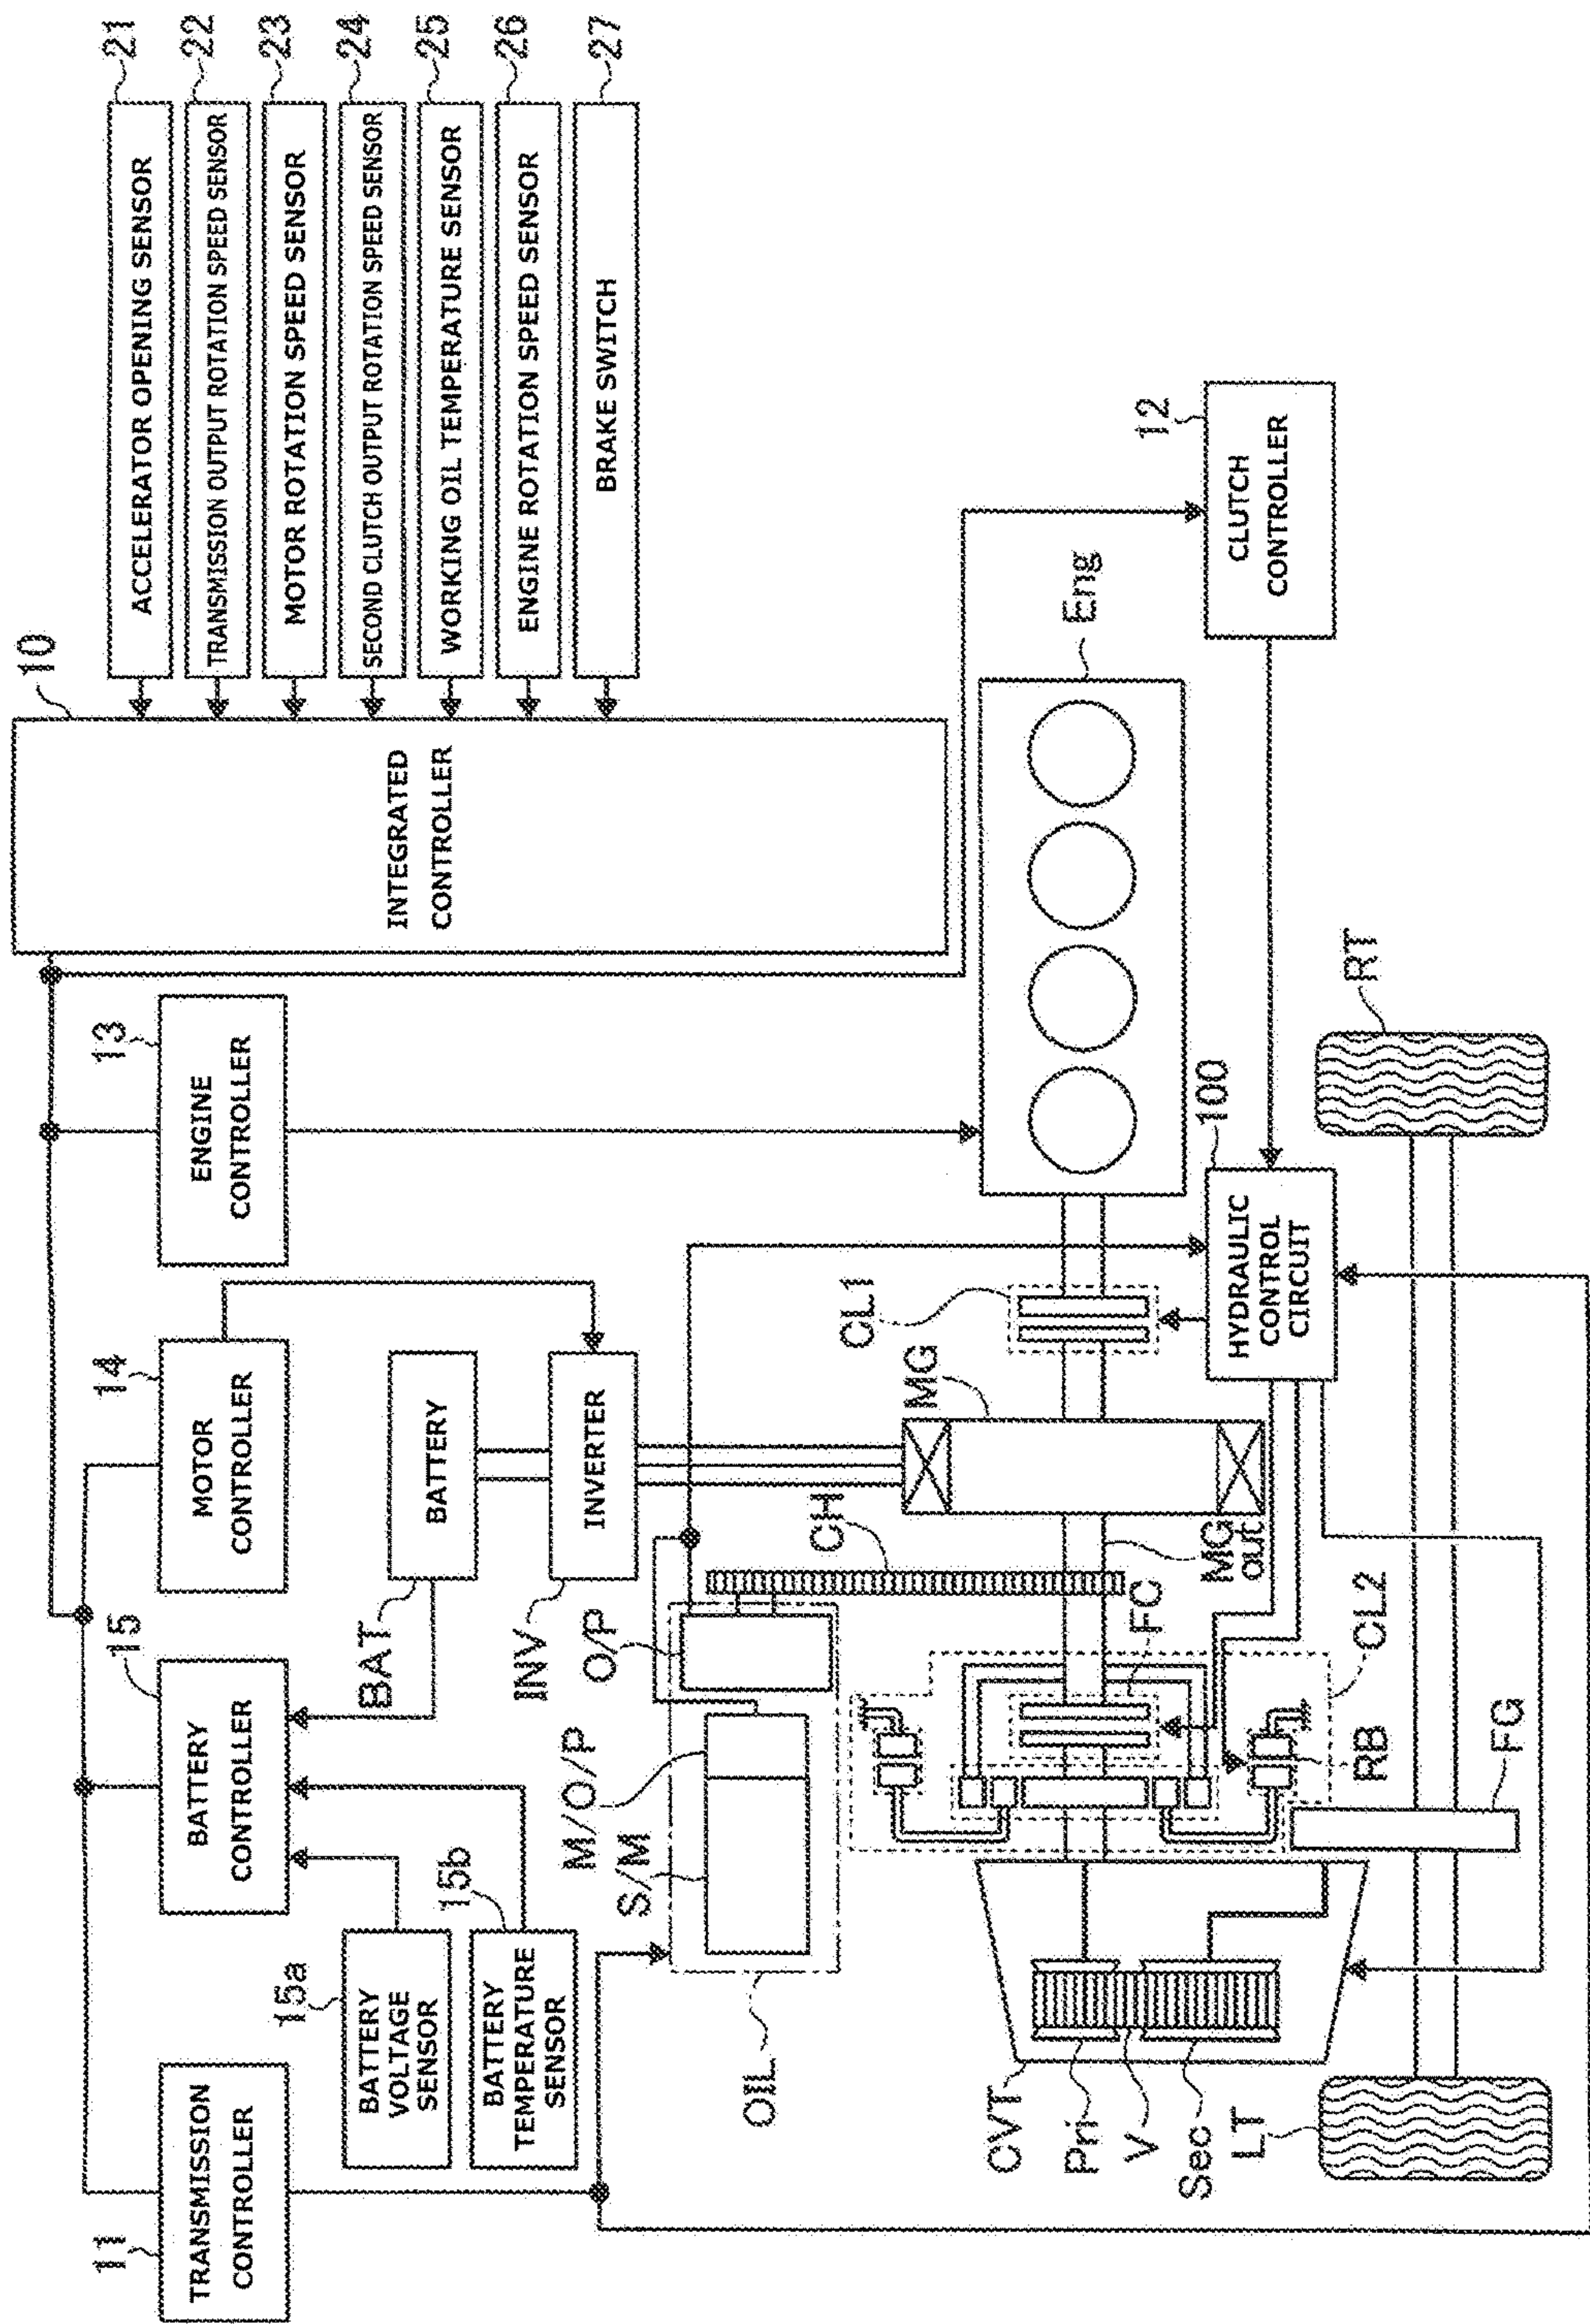 11
TRANSMISSION
CONTROLLER
15
BATTERY
CONTROLLER
14
MOTOR
CONTROLLER
13
ENGINE
CONTROLLER
10
INTEGRATED
CONTROLLER
21
ACCELERATOR OPENING SENSOR
22
TRANSMISSION OUTPUT ROTATION SPEED SENSOR
23
MOTOR ROTATION SPEED SENSOR
24
SECOND CLUTCH OUTPUT ROTATION SPEED SENSOR
25
WORKING OIL TEMPERATURE SENSOR
26
ENGINE ROTATION SPEED SENSOR
27
BRAKE SWITCH
15a
BATTERY
VOLTAGE
SENSOR
15b
BATTERY
TEMPERATURE
SENSOR
BAT
BATTERY
INV
INVERTER
O/P
M/O/P
S/M
OIL
CH
MG
CL1
Eng
12
CLUTCH
CONTROLLER
100
HYDRAULIC
CONTROL
CIRCUIT
MG
out
FC
CL2
RB
FG
CVT
Pri
V
Sec
LT
RT